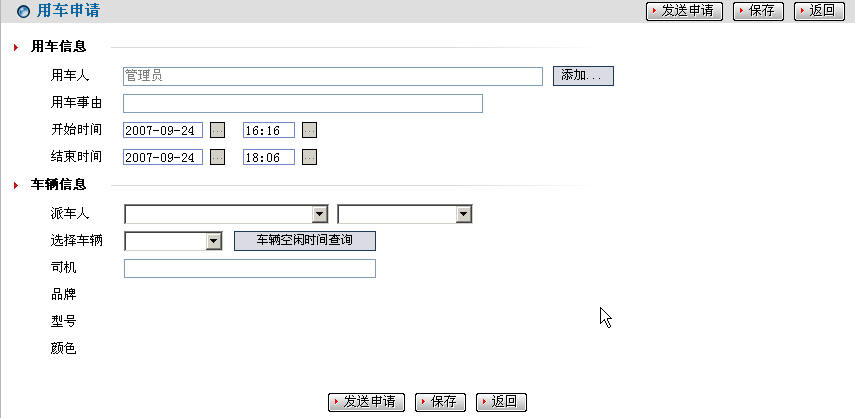 用车申请 发送申请 保存 返回
用车信息
用车人 管理员 添加...
用车事由
开始时间 2007-09-24 ... 16:16 ...
结束时间 2007-09-24 ... 18:06 ...
车辆信息
派车人
选择车辆 车辆空闲时间查询
司机
品牌
型号
颜色
发送申请 保存 返回